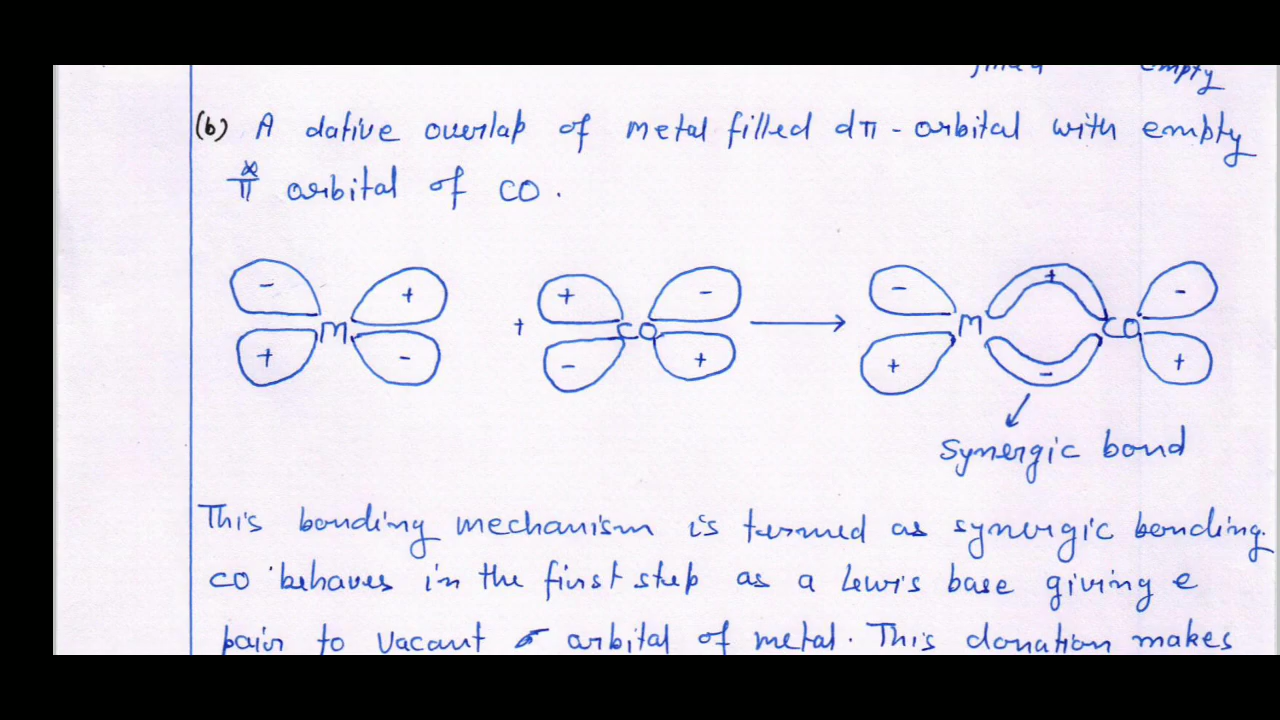 filled empty
(b) A dative overlap of metal filled dπ - orbital with empty
π* orbital of CO.
- + + + - - +
M + CO → M CO
+ - - + + - +
Synergic bond
This bonding mechanism is termed as synergic bonding.
CO behaves in the first step as a Lewis base giving e
pair to vacant σ orbital of metal. This donation makes